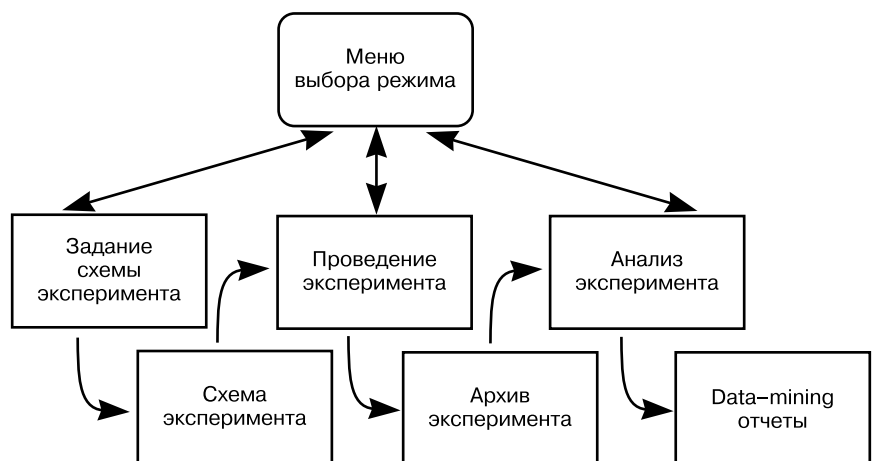 Меню
выбора режима
Задание
схемы
эксперимента
Проведение
эксперимента
Анализ
эксперимента
Схема
эксперимента
Архив
эксперимента
Data–mining
отчеты